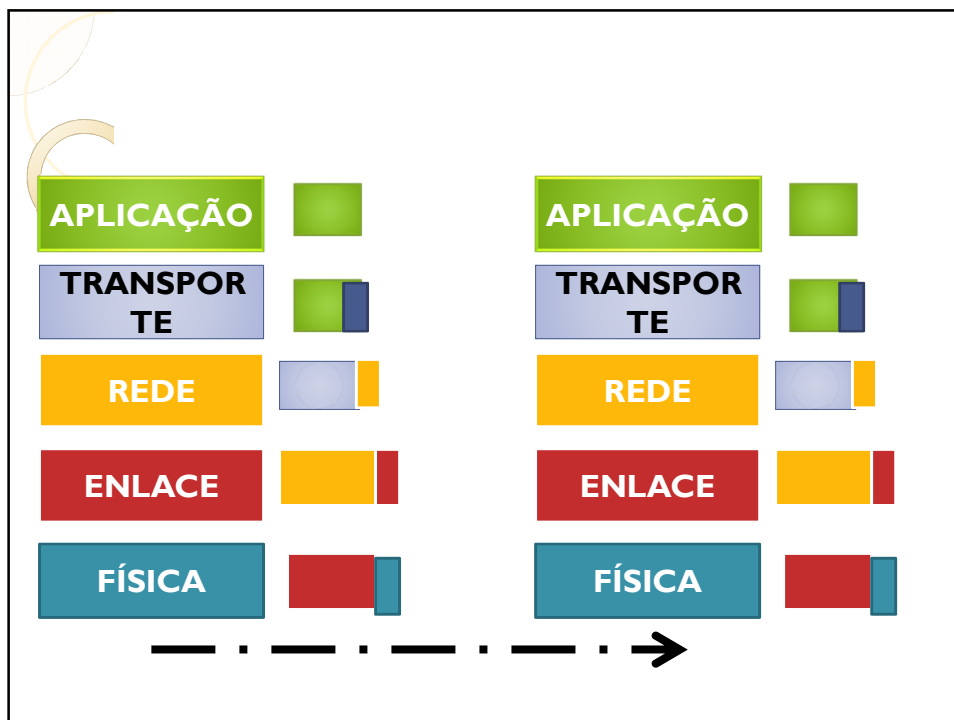 APLICAÇÃO
TRANSPOR
TE
REDE
ENLACE
FÍSICA
APLICAÇÃO
TRANSPOR
TE
REDE
ENLACE
FÍSICA